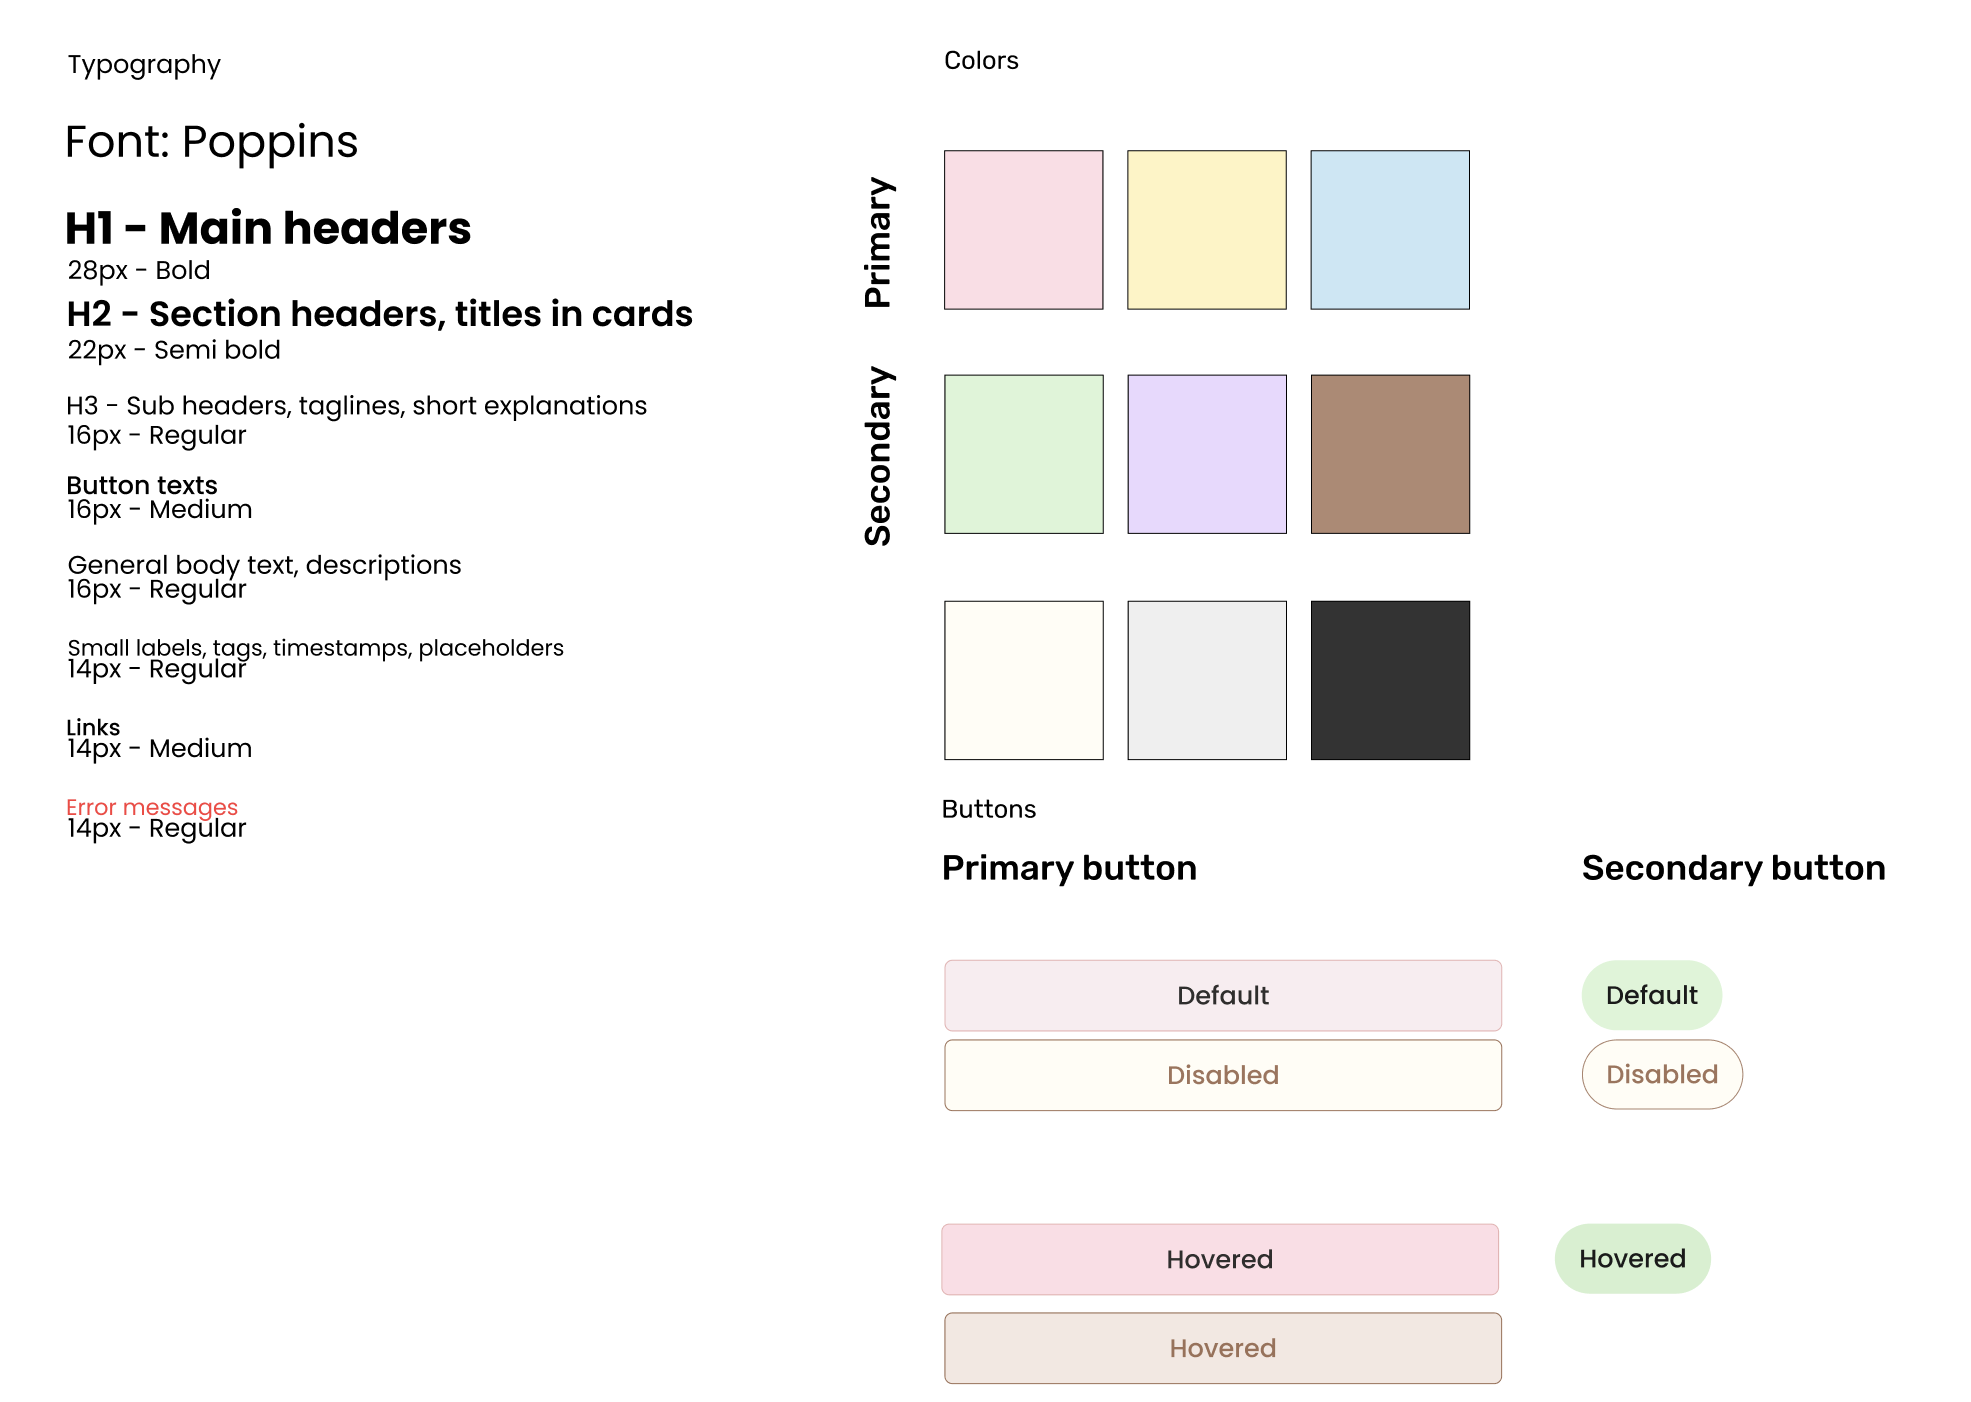 Typography
Font: Poppins
H1 - Main headers
28px - Bold
H2 - Section headers, titles in cards
22px - Semi bold
H3 - Sub headers, taglines, short explanations
16px - Regular
Button texts
16px - Medium
General body text, descriptions
16px - Regular
Small labels, tags, timestamps, placeholders
14px - Regular
Links
14px - Medium
Error messages
14px - Regular
Colors
Primary
Secondary
Buttons
Primary button
Default
Disabled
Hovered
Hovered
Secondary button
Default
Disabled
Hovered